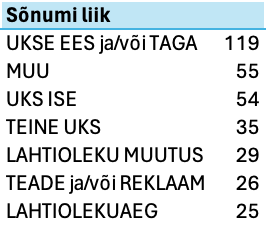 Sõnumi liik
UKSE EES ja/või TAGA 119
MUU 55
UKS ISE 54
TEINE UKS 35
LAHTIOLEKU MUUTUS 29
TEADE ja/või REKLAAM 26
LAHTIOLEKUAEG 25